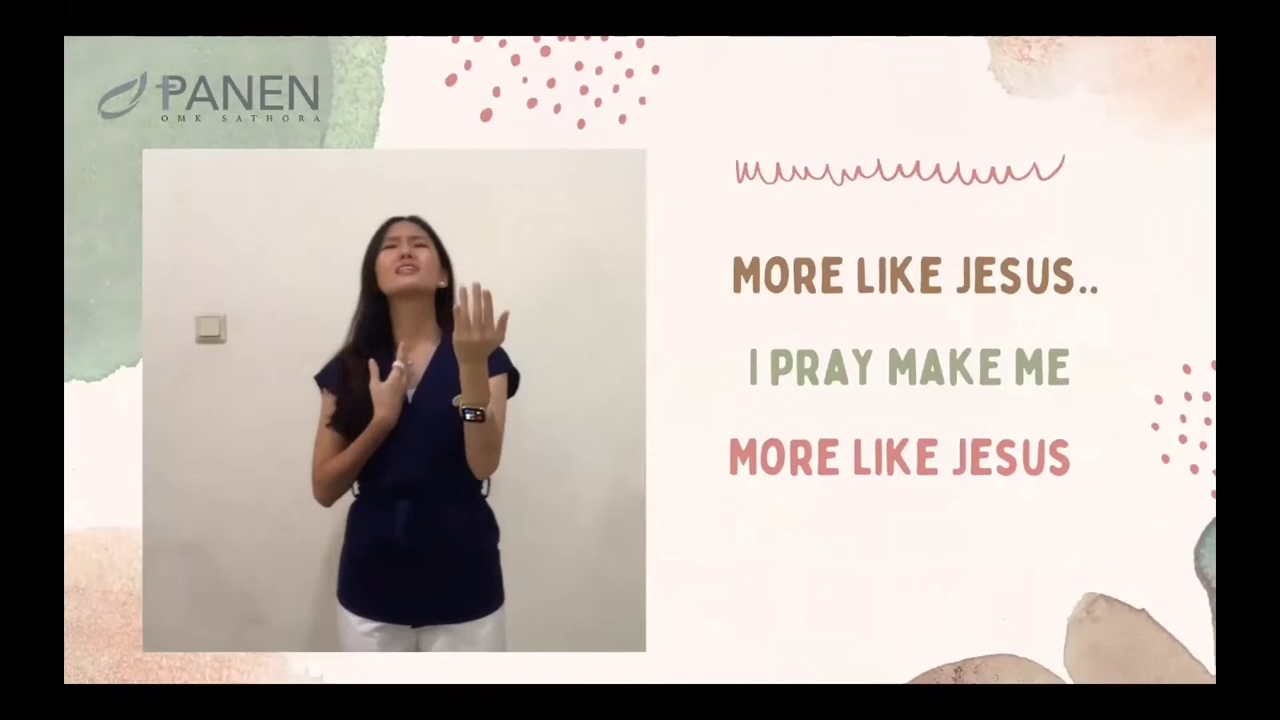 PANEN
OMK SATHORA
MORE LIKE JESUS..
I PRAY MAKE ME
MORE LIKE JESUS